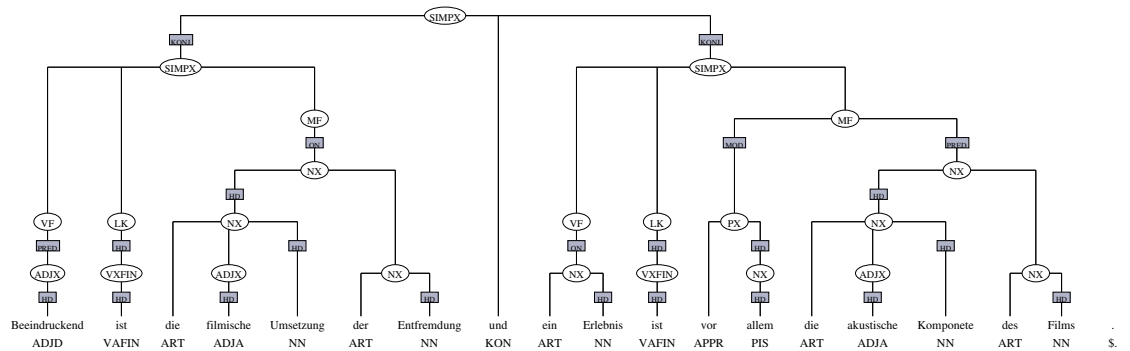 SIMPX
KONJ KONJ
SIMPX SIMPX
MF MF
ON MOD PRED
NX NX
HD HD
VF LK NX VF LK PX NX
PRED HD HD ON HD HD HD
ADJX VXFIN ADJX NX NX VXFIN NX ADJX NX
HD HD HD HD HD HD HD HD HD
Beeindruckend ist die filmische Umsetzung der Entfremdung und ein Erlebnis ist vor allem die akustische Komponete des Films .
ADJD VAFIN ART ADJA NN ART NN KON ART NN VAFIN APPR PIS ART ADJA NN ART NN $.